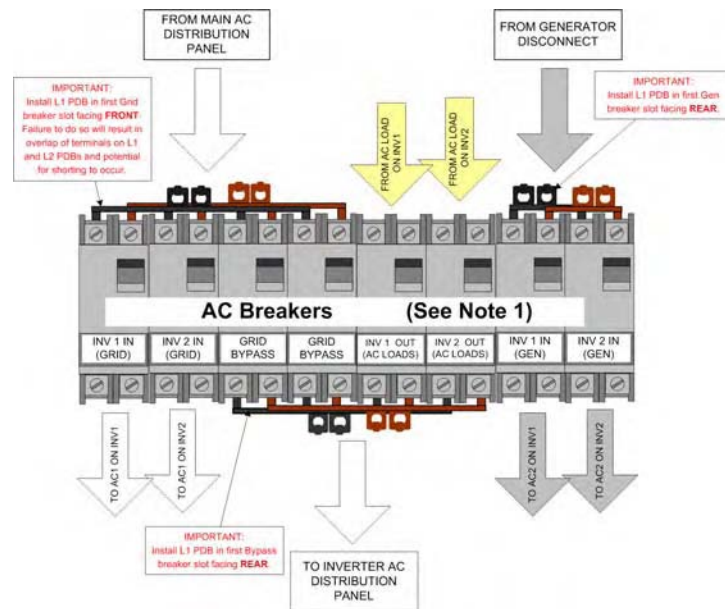 FROM MAIN AC
DISTRIBUTION
PANEL
FROM GENERATOR
DISCONNECT
IMPORTANT:
Install L1 PDB in first Grid
breaker slot facing FRONT
Failure to do so will result in
overlap of terminals on L1
and L2 PDBs and potential
for shorting to occur.
FROM AC LOAD
ON INV1
FROM AC LOAD
ON INV2
IMPORTANT:
Install L1 PDB in first Gen
breaker slot facing REAR.
AC Breakers (See Note 1)
INV 1 IN
(GRID)
INV 2 IN
(GRID)
GRID
BYPASS
GRID
BYPASS
INV 1 OUT
(AC LOADS)
INV 2 OUT
(AC LOADS)
INV 1 IN
(GEN)
INV 2 IN
(GEN)
TO AC1 ON INV1
TO AC1 ON INV2
TO AC2 ON INV1
TO AC2 ON INV2
IMPORTANT:
Install L1 PDB in first Bypass
breaker slot facing REAR.
TO INVERTER AC
DISTRIBUTION
PANEL